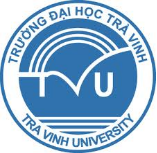 TRƯỜNG ĐẠI HỌC TRÀ VINH
TVU
TRA VINH UNIVERSITY